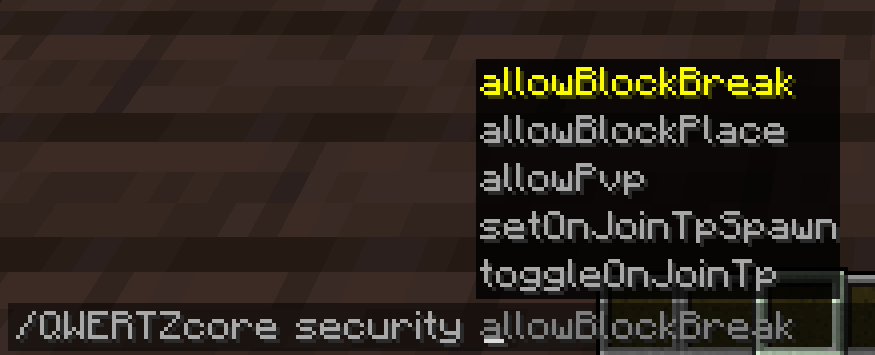 allowBlockBreak
allowBlockPlace
allowPvp
setOnJoinTpSpawn
toggleOnJoinTp
/QWERTZcore security allowBlockBreak